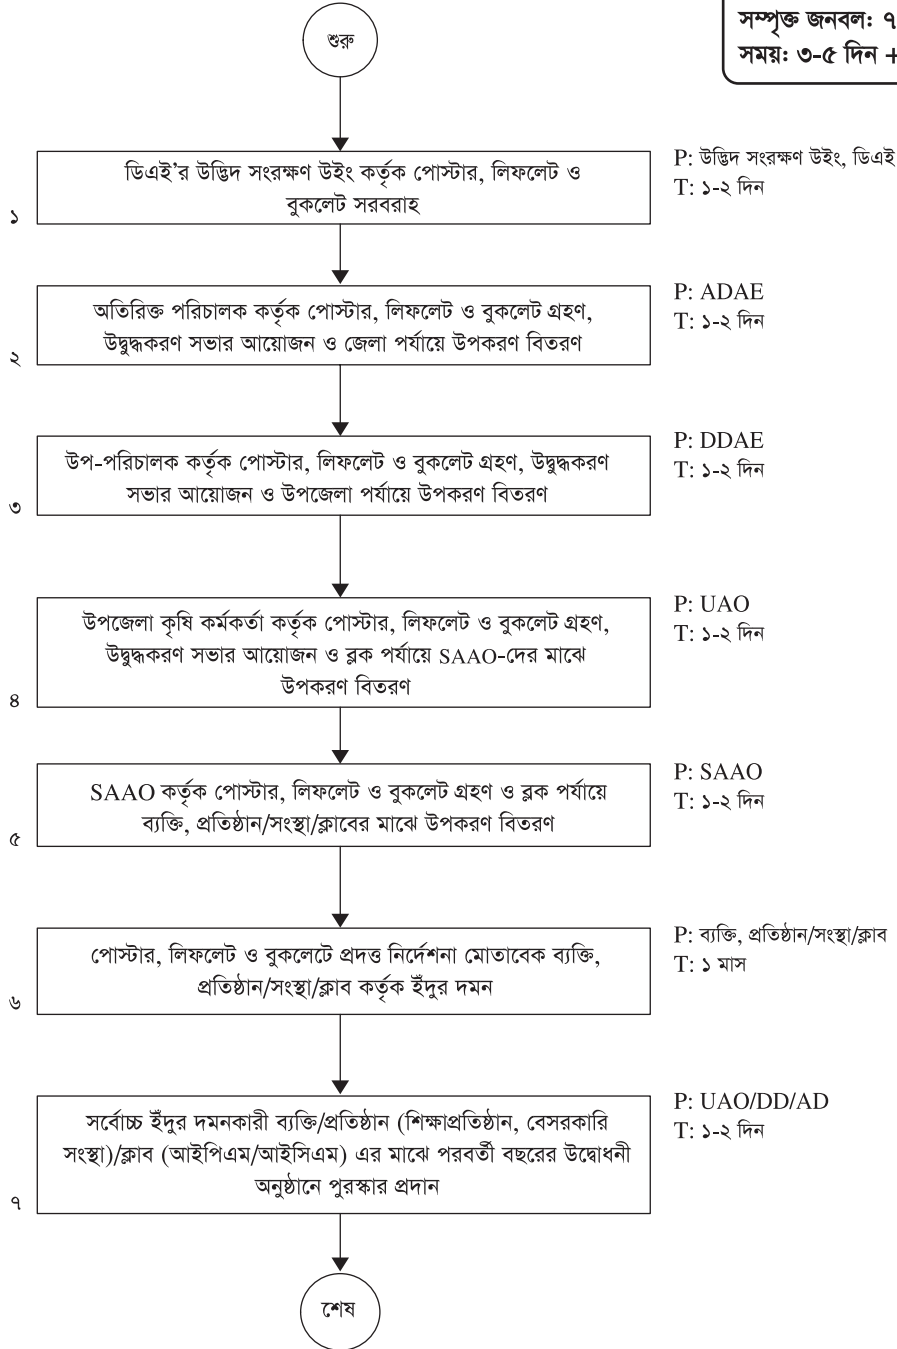 সম্পৃক্ত জনবল: ৭
সময়: ৩-৫ দিন +
শুরু
ডিএই'র উদ্ভিদ সংরক্ষণ উইং কর্তৃক পোস্টার, লিফলেট ও
বুকলেট সরবরাহ
১
P: উদ্ভিদ সংরক্ষণ উইং, ডিএই
T: ১-২ দিন
অতিরিক্ত পরিচালক কর্তৃক পোস্টার, লিফলেট ও বুকলেট গ্রহণ,
উদ্বুদ্ধকরণ সভার আয়োজন ও জেলা পর্যায়ে উপকরণ বিতরণ
২
P: ADAE
T: ১-২ দিন
উপ-পরিচালক কর্তৃক পোস্টার, লিফলেট ও বুকলেট গ্রহণ, উদ্বুদ্ধকরণ
সভার আয়োজন ও উপজেলা পর্যায়ে উপকরণ বিতরণ
৩
P: DDAE
T: ১-২ দিন
উপজেলা কৃষি কর্মকর্তা কর্তৃক পোস্টার, লিফলেট ও বুকলেট গ্রহণ,
উদ্বুদ্ধকরণ সভার আয়োজন ও ব্লক পর্যায়ে SAAO-দের মাঝে
উপকরণ বিতরণ
৪
P: UAO
T: ১-২ দিন
SAAO কর্তৃক পোস্টার, লিফলেট ও বুকলেট গ্রহণ ও ব্লক পর্যায়ে
ব্যক্তি, প্রতিষ্ঠান/সংস্থা/ক্লাবের মাঝে উপকরণ বিতরণ
৫
P: SAAO
T: ১-২ দিন
পোস্টার, লিফলেট ও বুকলেটে প্রদত্ত নির্দেশনা মোতাবেক ব্যক্তি,
প্রতিষ্ঠান/সংস্থা/ক্লাব কর্তৃক ইঁদুর দমন
৬
P: ব্যক্তি, প্রতিষ্ঠান/সংস্থা/ক্লাব
T: ১ মাস
সর্বোচ্চ ইঁদুর দমনকারী ব্যক্তি/প্রতিষ্ঠান (শিক্ষাপ্রতিষ্ঠান, বেসরকারি
সংস্থা)/ক্লাব (আইপিএম/আইসিএম) এর মাঝে পরবর্তী বছরের উদ্বোধনী
অনুষ্ঠানে পুরস্কার প্রদান
৭
P: UAO/DD/AD
T: ১-২ দিন
শেষ